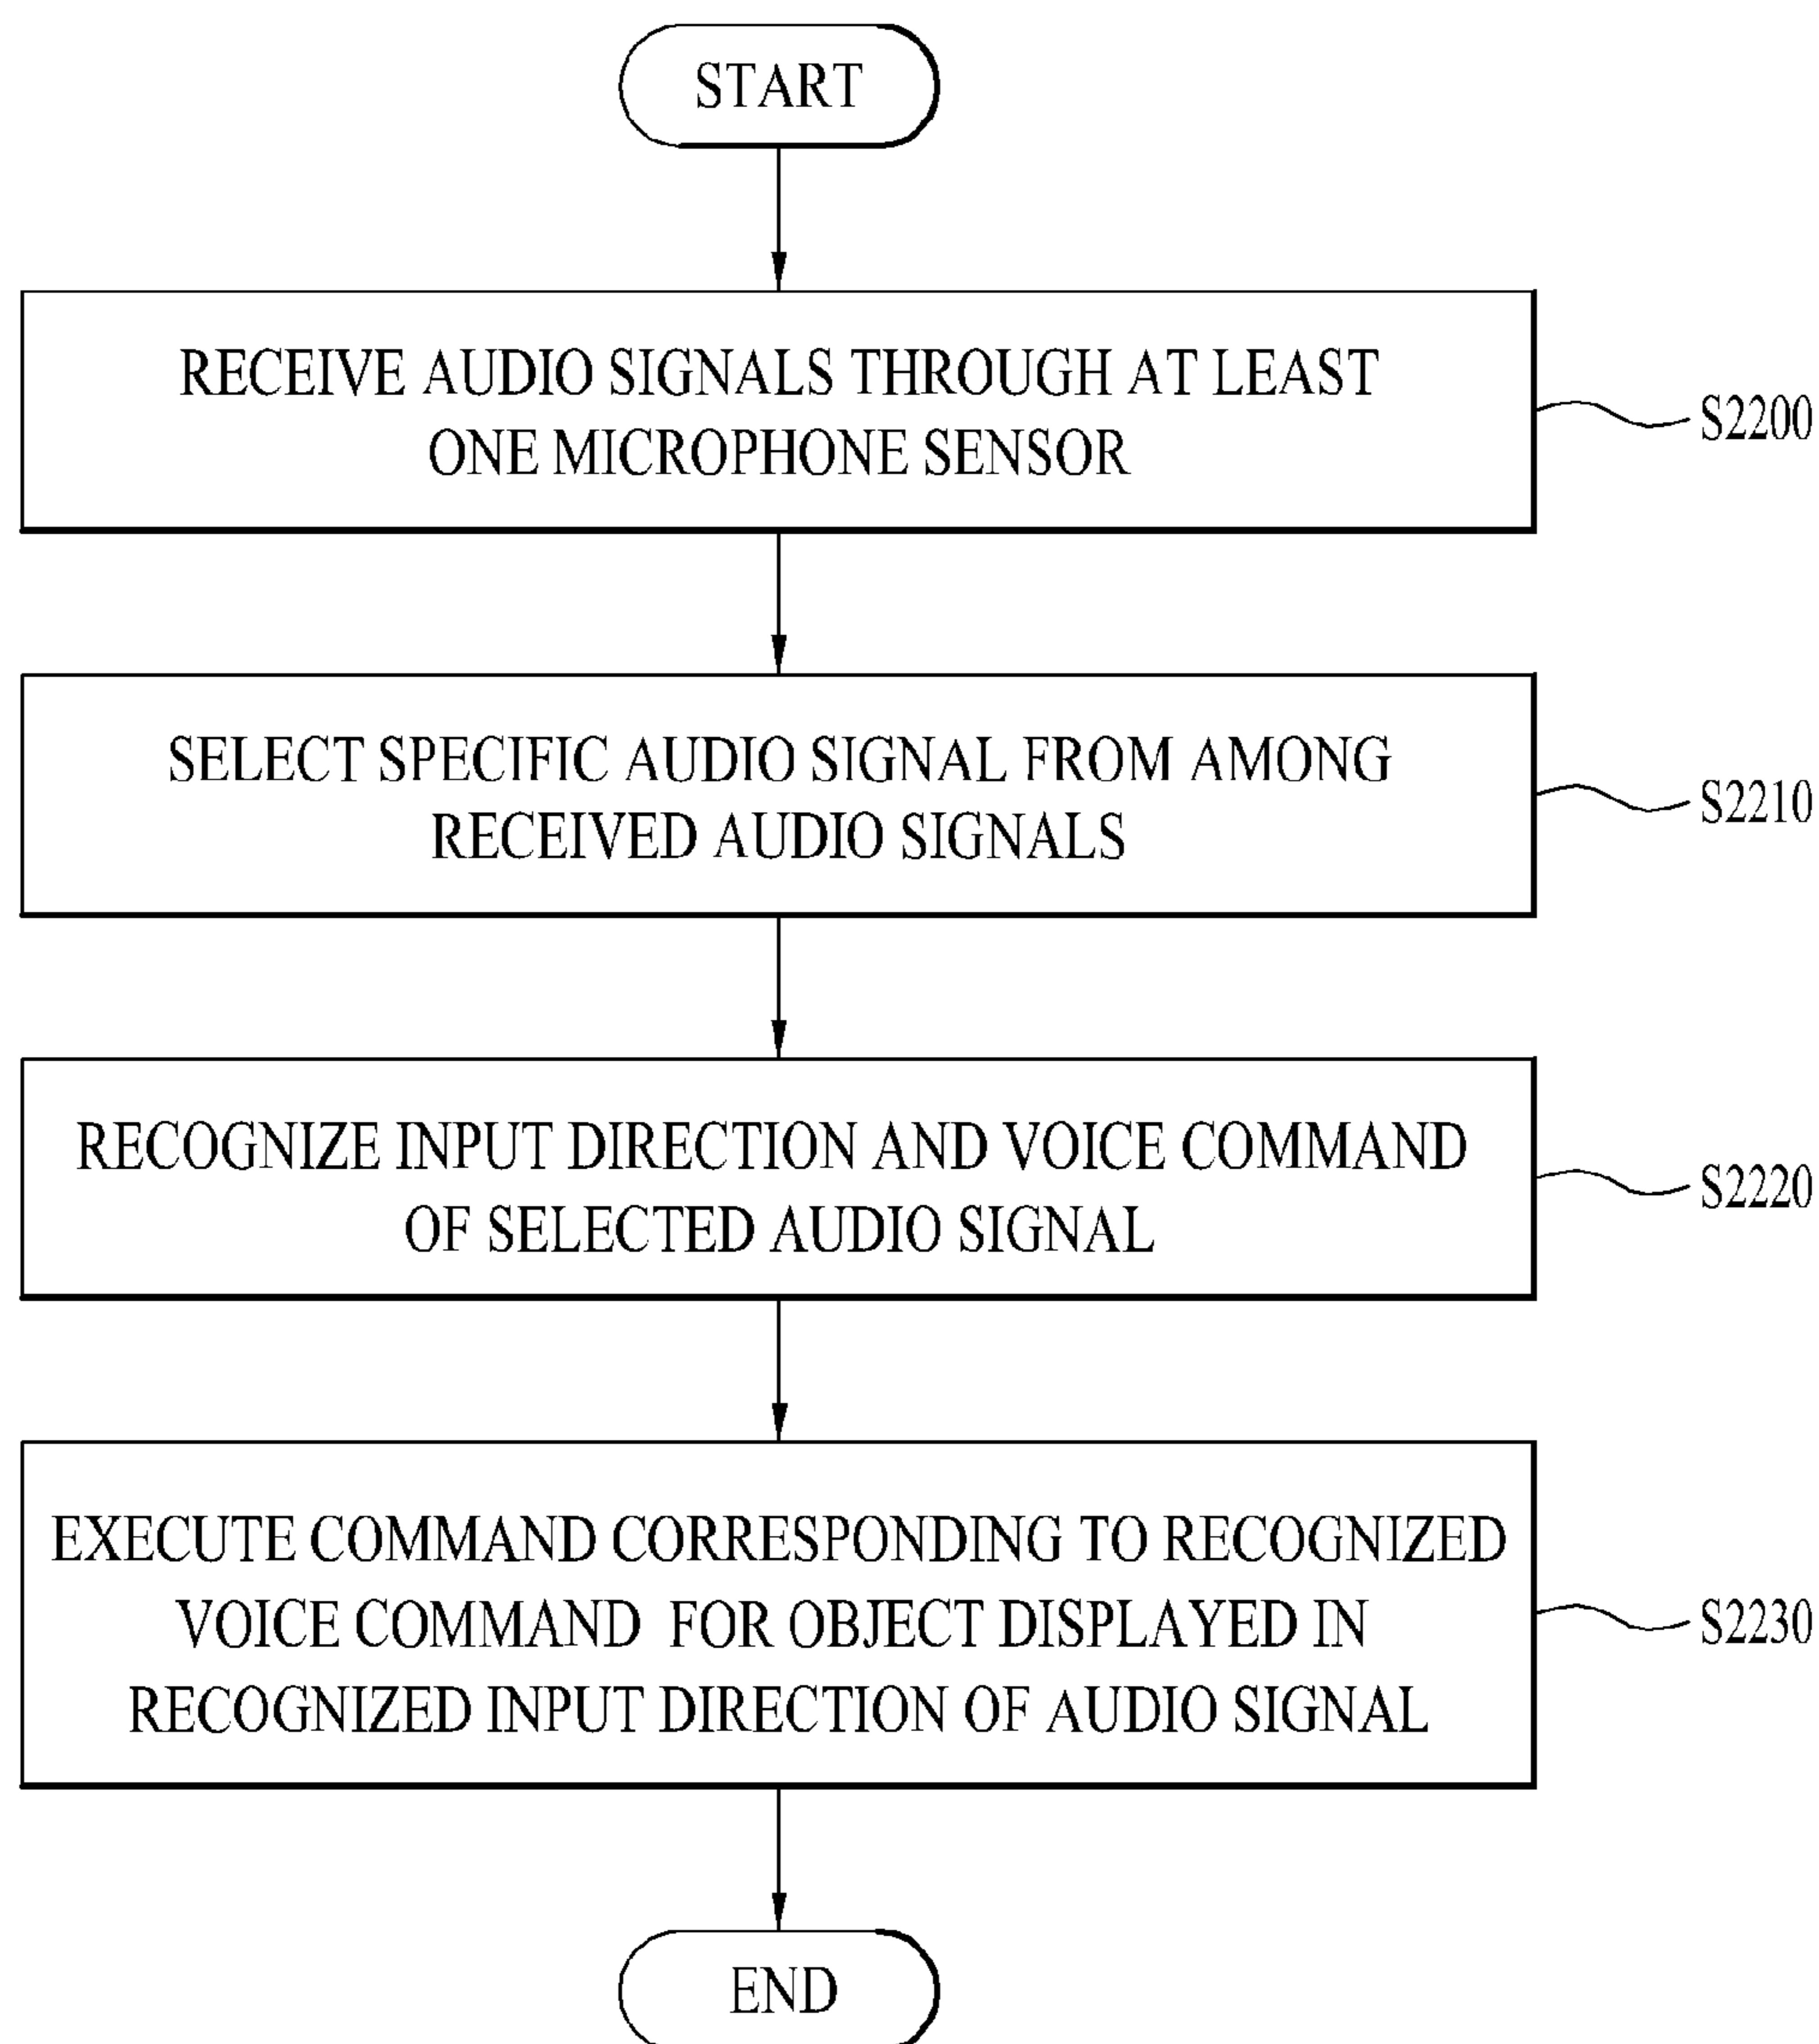 START
RECEIVE AUDIO SIGNALS THROUGH AT LEAST
ONE MICROPHONE SENSOR
S2200
SELECT SPECIFIC AUDIO SIGNAL FROM AMONG
RECEIVED AUDIO SIGNALS
S2210
RECOGNIZE INPUT DIRECTION AND VOICE COMMAND
OF SELECTED AUDIO SIGNAL
S2220
EXECUTE COMMAND CORRESPONDING TO RECOGNIZED
VOICE COMMAND FOR OBJECT DISPLAYED IN
RECOGNIZED INPUT DIRECTION OF AUDIO SIGNAL
S2230
END